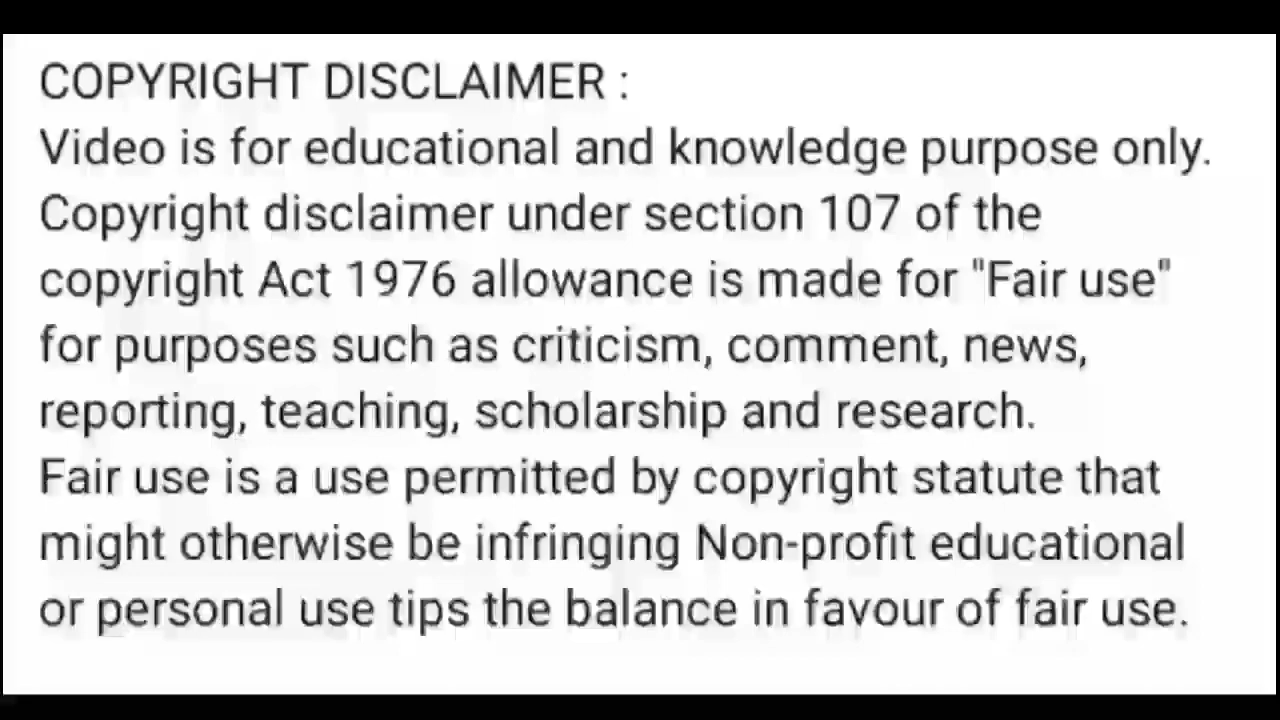 COPYRIGHT DISCLAIMER :
Video is for educational and knowledge purpose only.
Copyright disclaimer under section 107 of the
copyright Act 1976 allowance is made for "Fair use"
for purposes such as criticism, comment, news,
reporting, teaching, scholarship and research.
Fair use is a use permitted by copyright statute that
might otherwise be infringing Non-profit educational
or personal use tips the balance in favour of fair use.